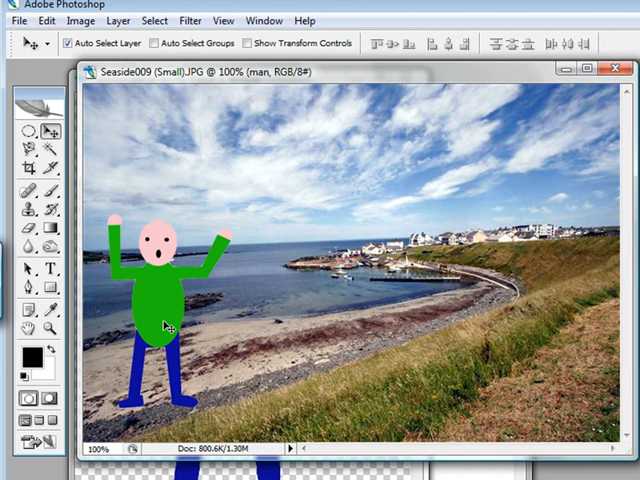 Adobe Photoshop
File Edit Image Layer Select Filter View Window Help
Auto Select Layer Auto Select Groups Show Transform Controls
Seaside009 (Small).JPG @ 100% (man, RGB/8#)
T
100% Doc: 800.6K/1.30M